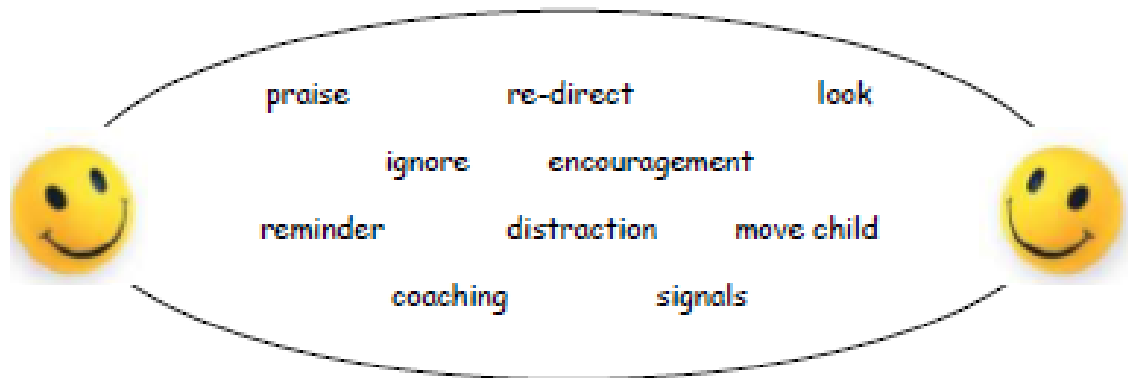 praise re-direct look
ignore encouragement
reminder distraction move child
coaching signals